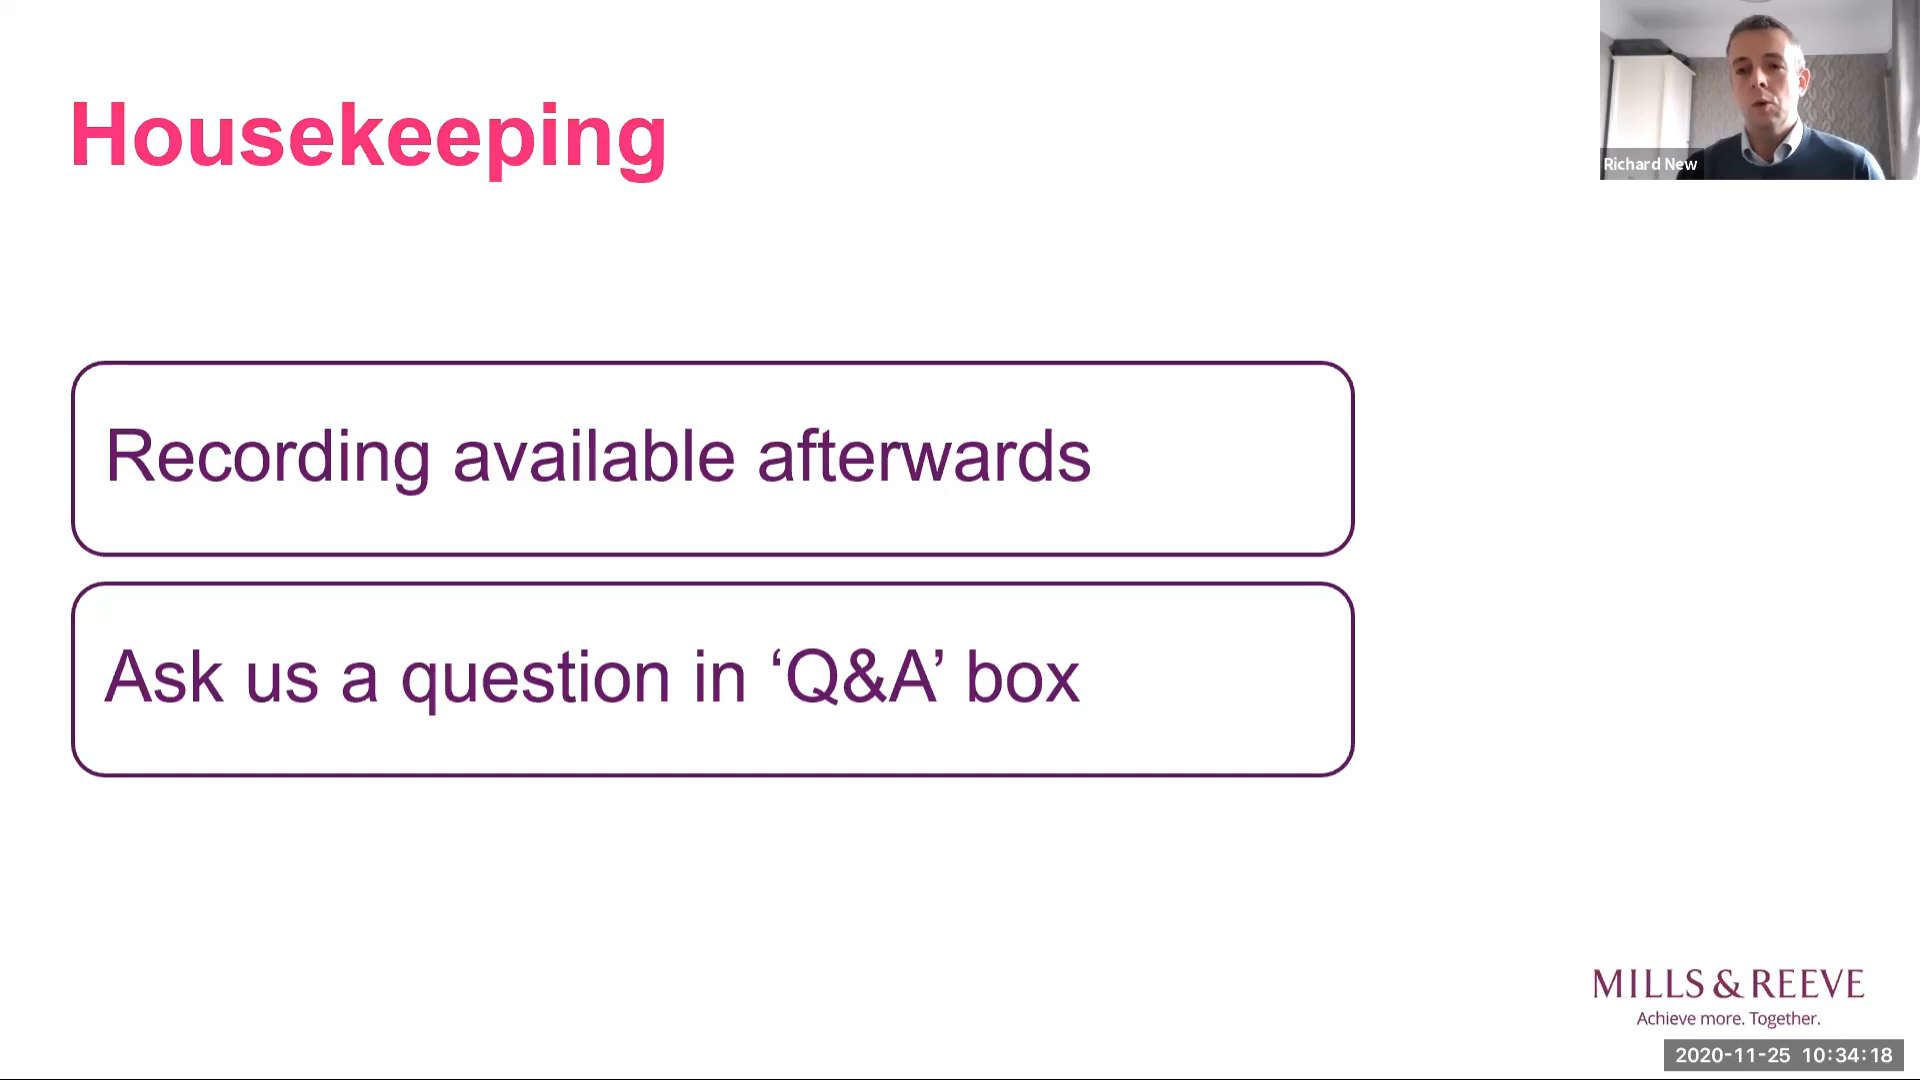 Housekeeping
Richard New
Recording available afterwards
Ask us a question in ‘Q&A’ box
MILLS & REEVE
Achieve more. Together.
2020-11-25 10:34:18